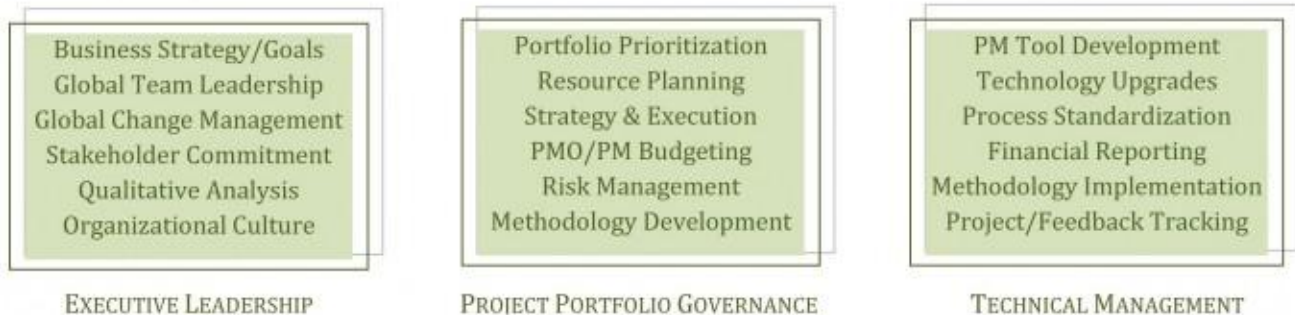 Business Strategy/Goals
Global Team Leadership
Global Change Management
Stakeholder Commitment
Qualitative Analysis
Organizational Culture
EXECUTIVE LEADERSHIP
Portfolio Prioritization
Resource Planning
Strategy & Execution
PMO/PM Budgeting
Risk Management
Methodology Development
PROJECT PORTFOLIO GOVERNANCE
PM Tool Development
Technology Upgrades
Process Standardization
Financial Reporting
Methodology Implementation
Project/Feedback Tracking
TECHNICAL MANAGEMENT